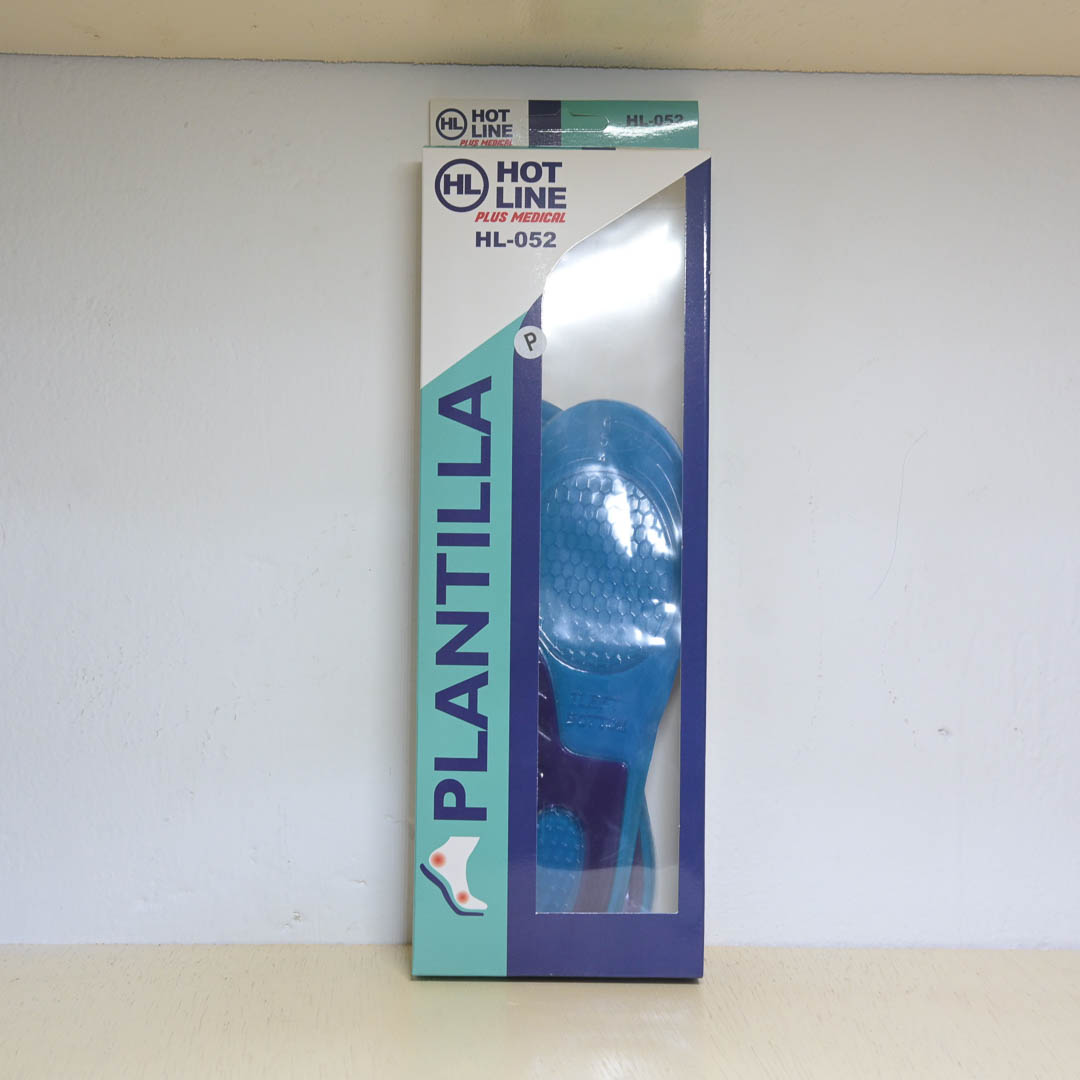 HL HOT
LINE
PLUS MEDICAL
HL-052
HL HOT
LINE
PLUS MEDICAL
HL-052
P
PLANTILLA